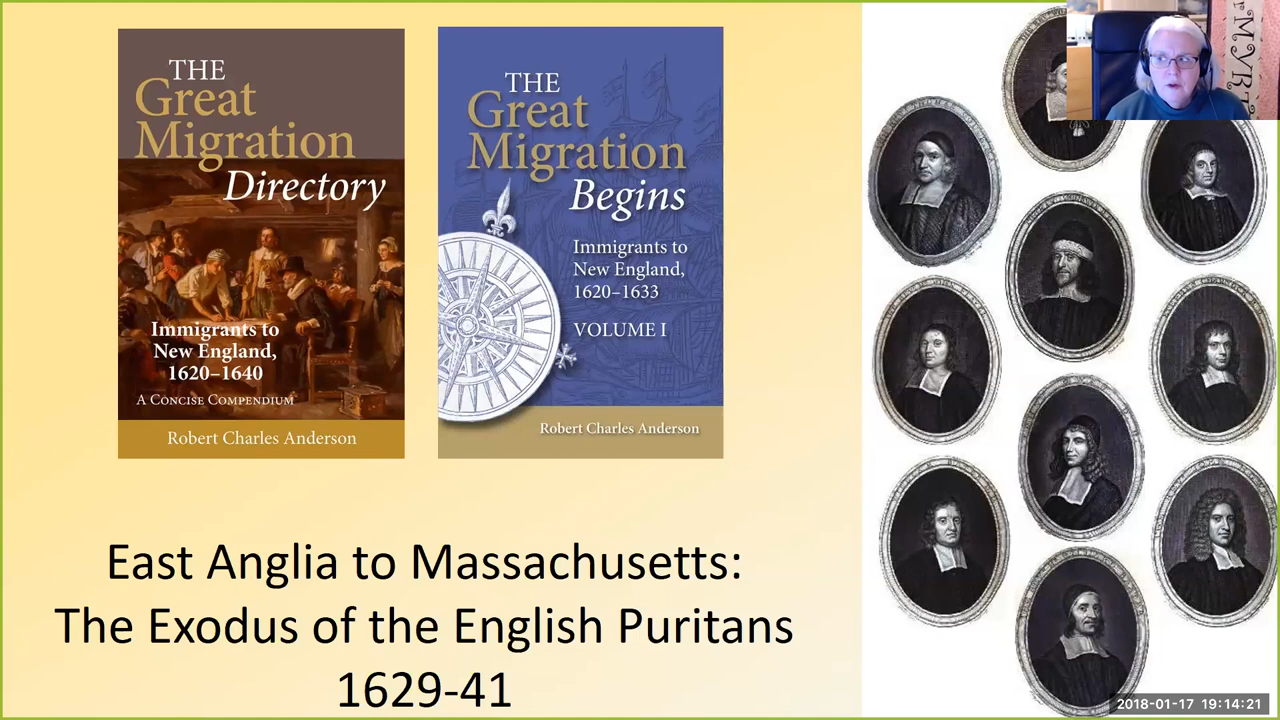 THE
Great
Migration
Directory
Immigrants to
New England,
1620–1640
A Concise Compendium
Robert Charles Anderson
THE
Great
Migration
Begins
Immigrants to
New England,
1620–1633
VOLUME I
Robert Charles Anderson
East Anglia to Massachusetts:
The Exodus of the English Puritans
1629-41
2018-01-17 19:14:21